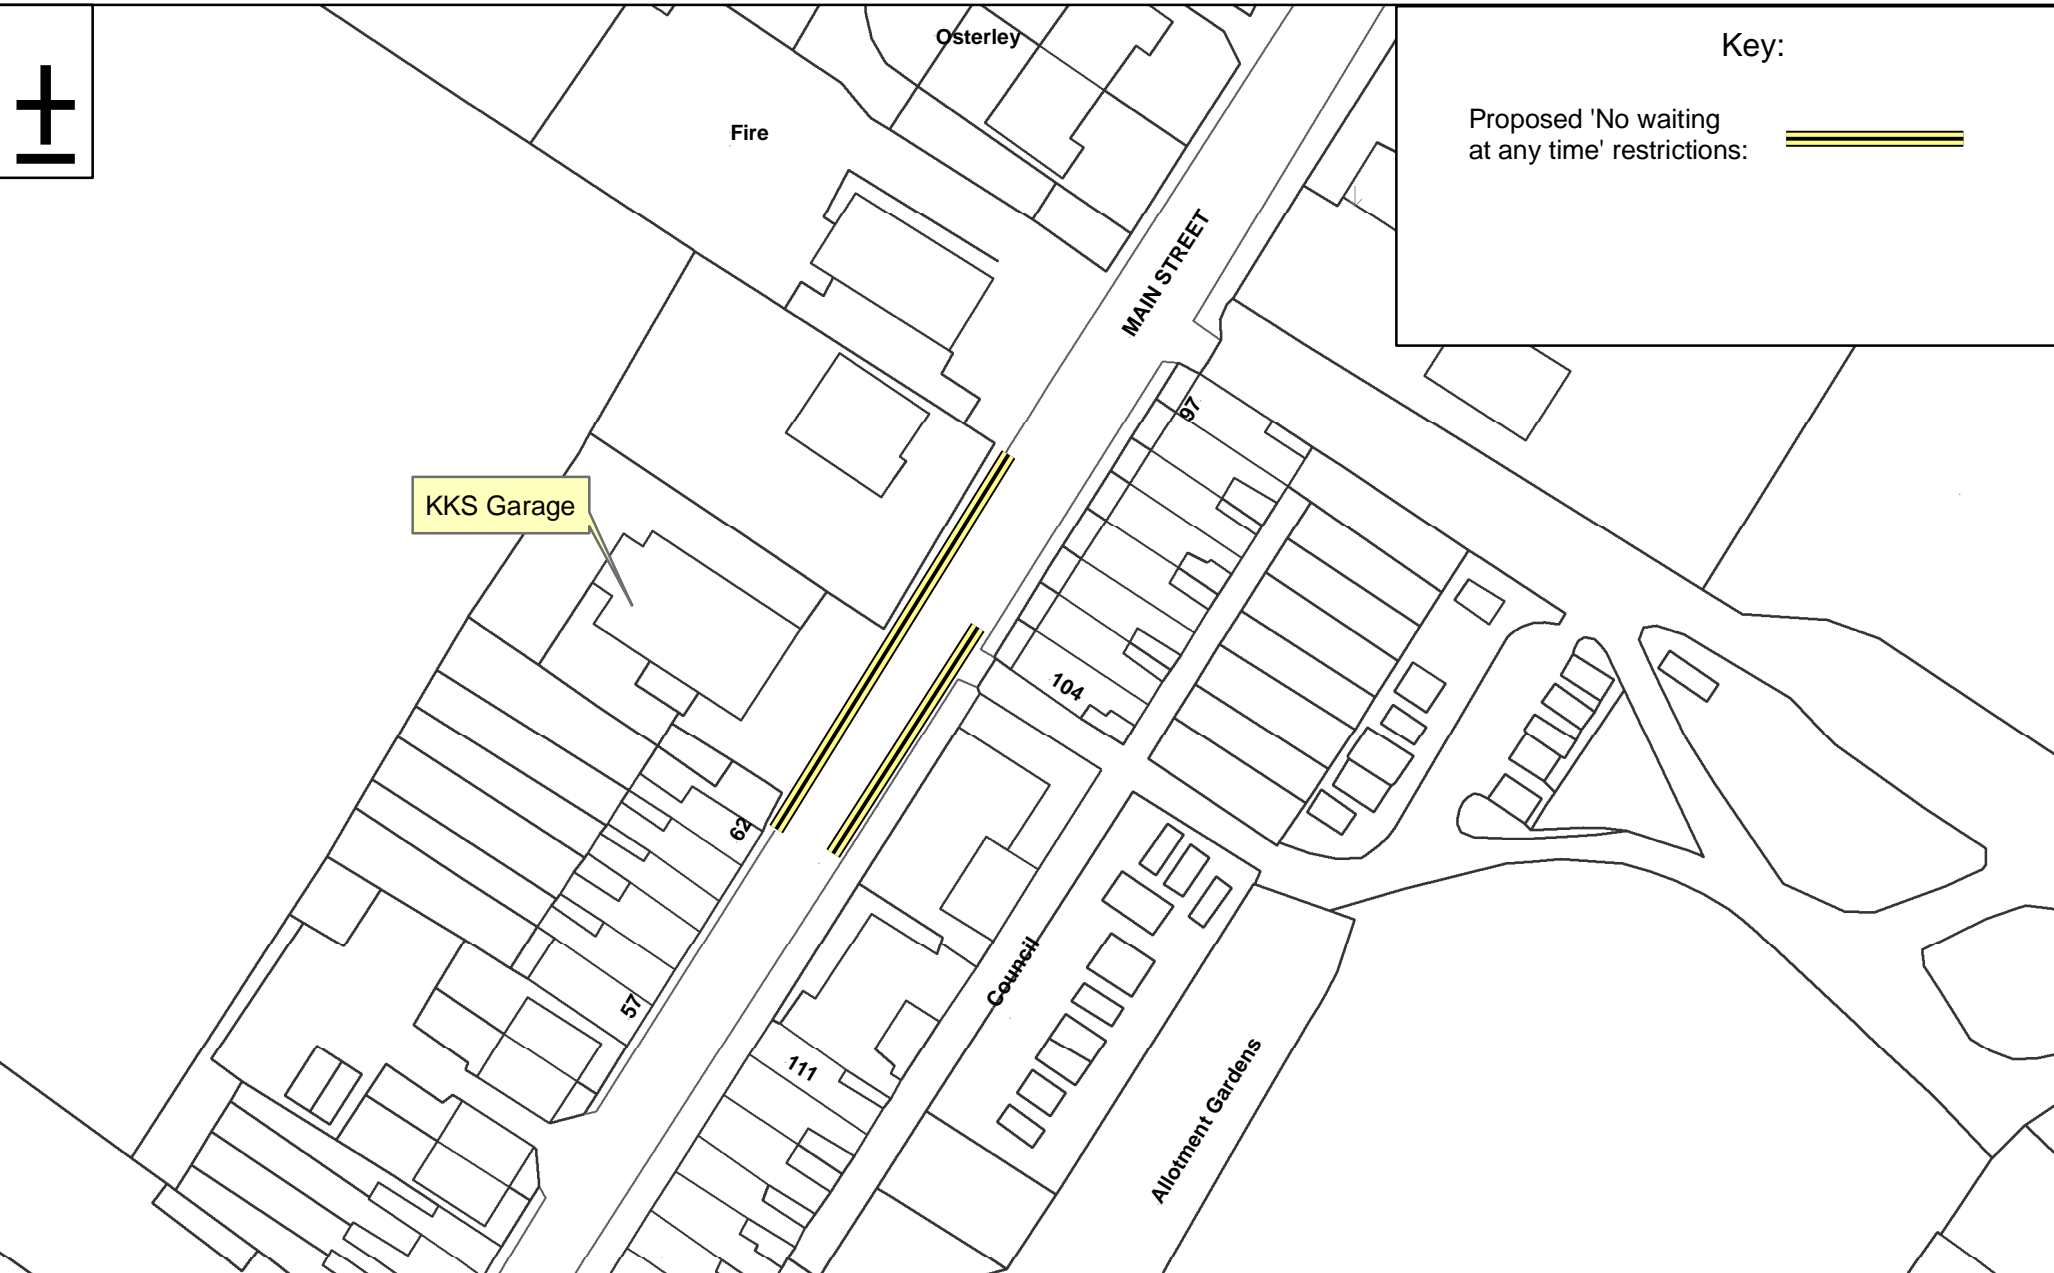 Osterley
Key:
Proposed 'No waiting
at any time' restrictions:
Fire
MAIN STREET
97
KKS Garage
104
62
57
Council
111
Allotment Gardens